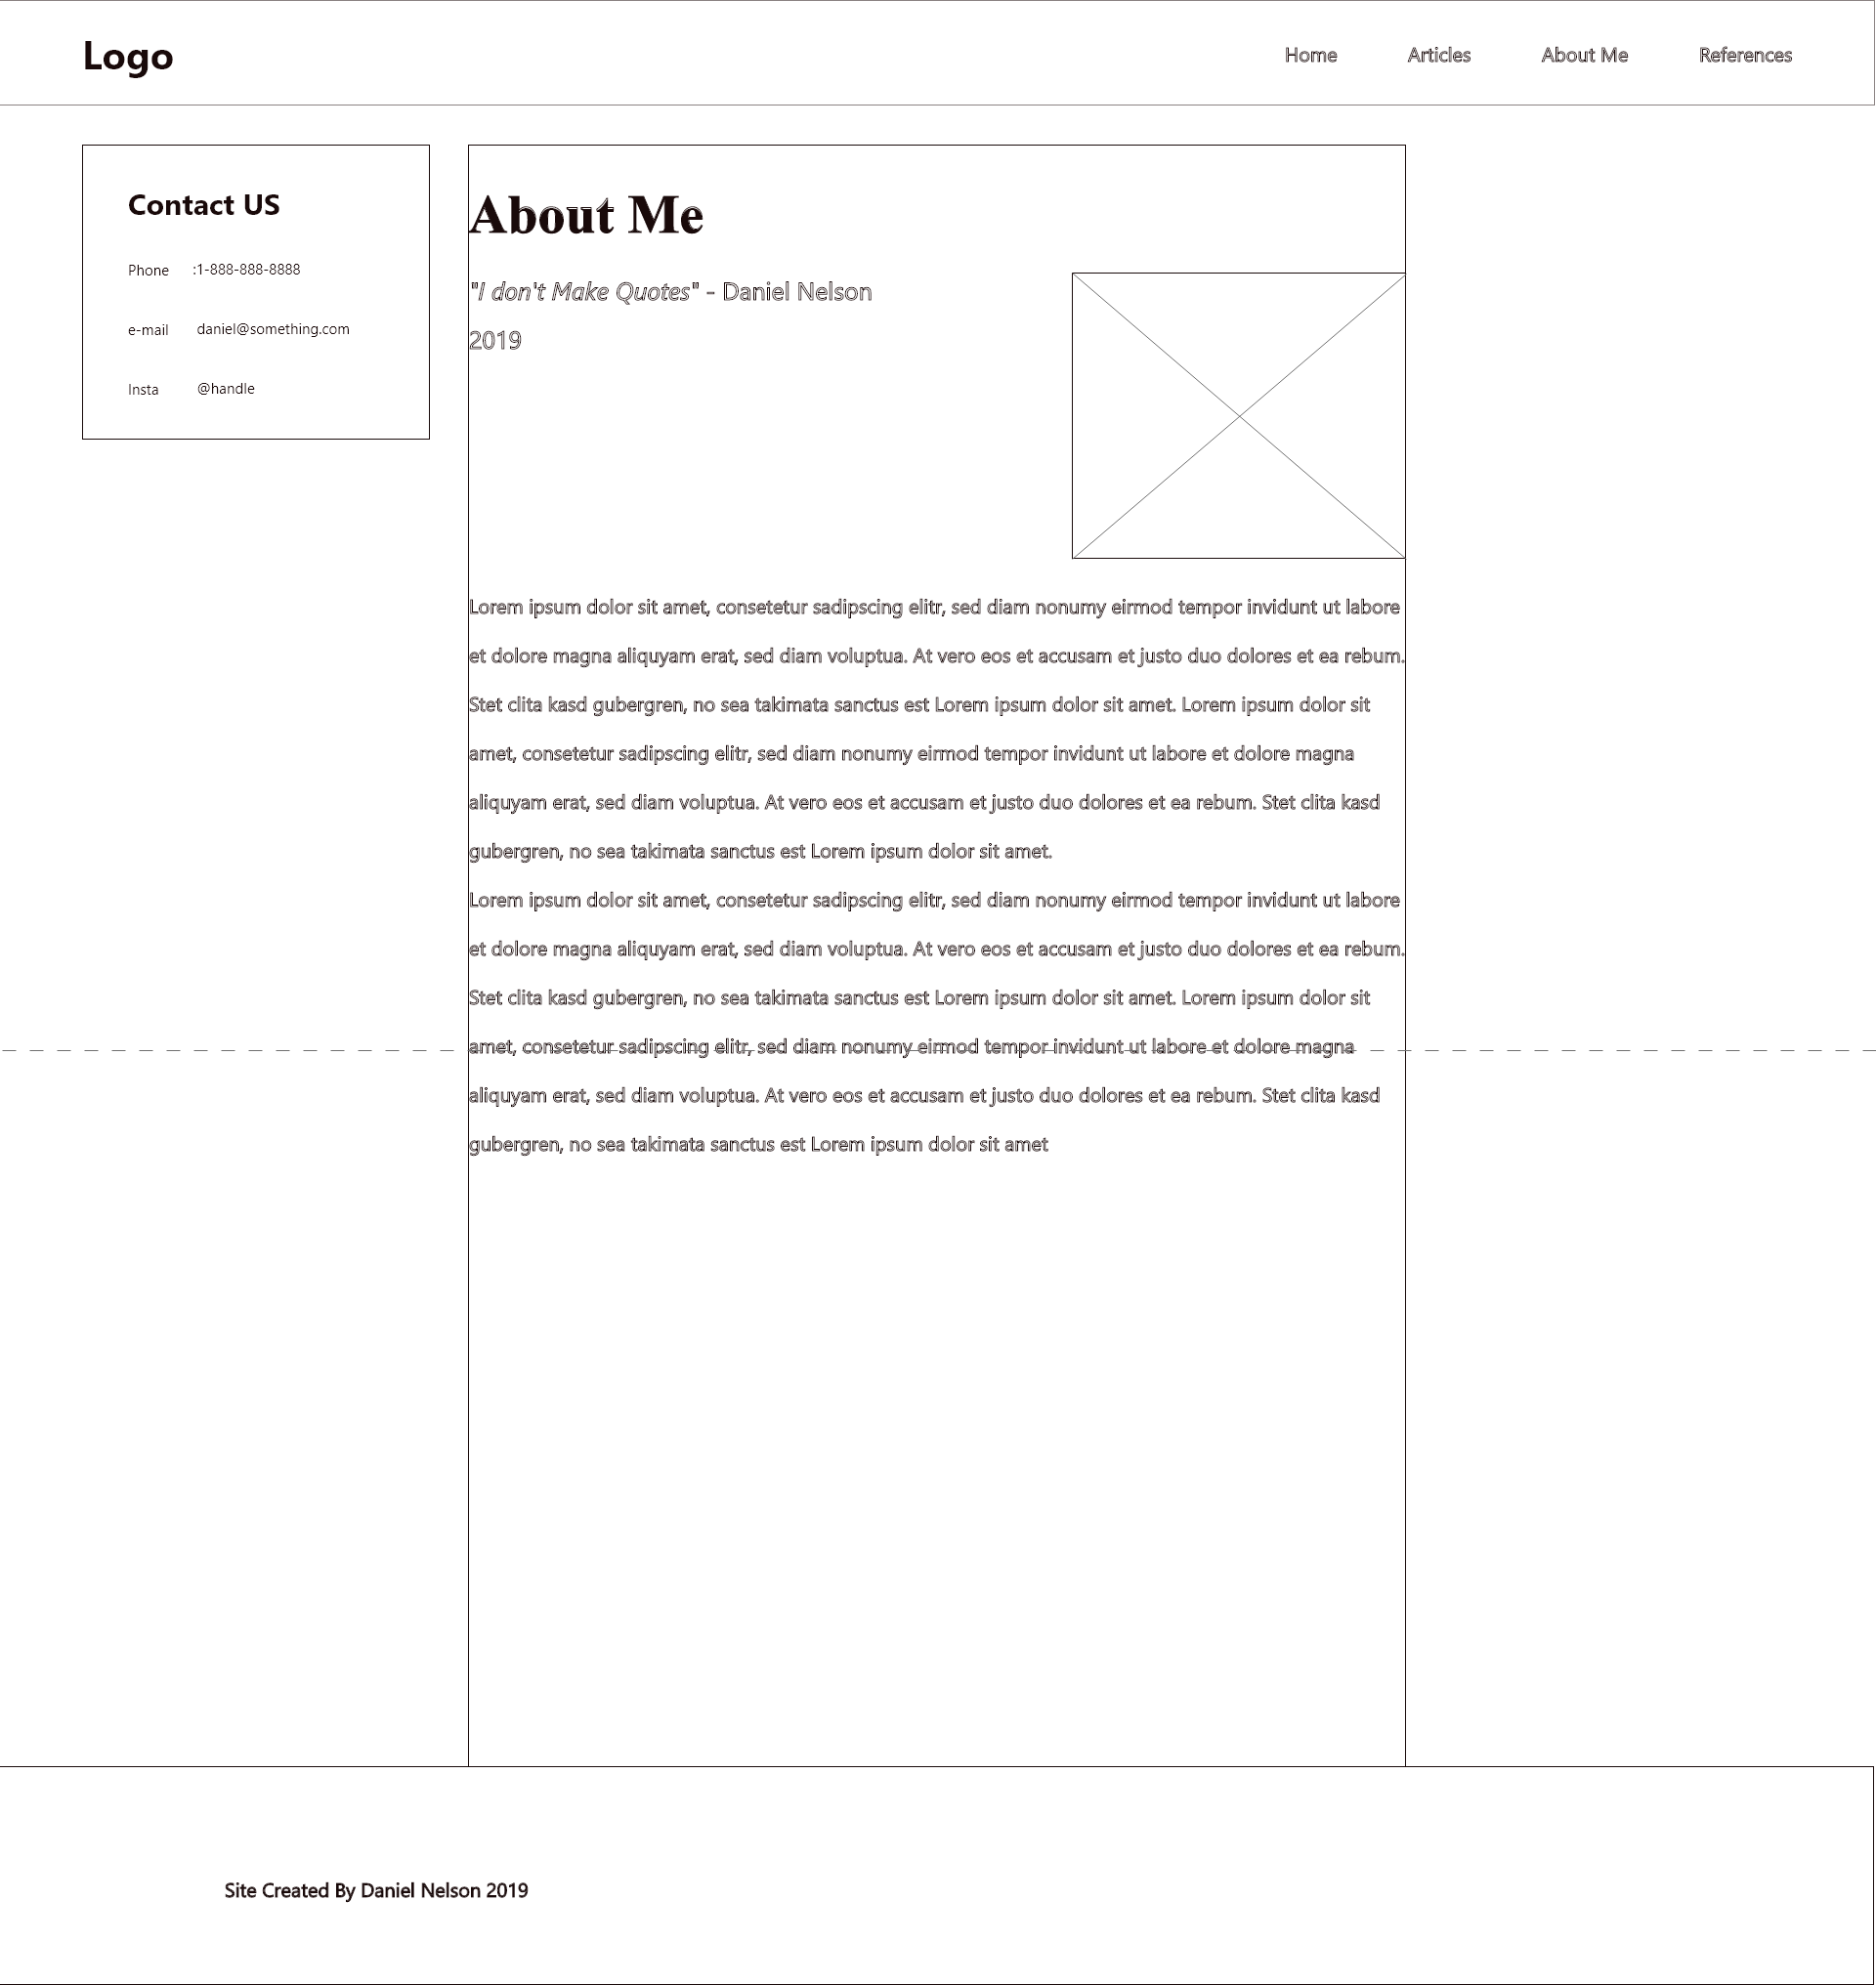 Logo
Home Articles About Me References
Contact US
Phone :1-888-888-8888
e-mail daniel@something.com
Insta @handle
About Me
"I don't Make Quotes" - Daniel Nelson
2019
Lorem ipsum dolor sit amet, consetetur sadipscing elitr, sed diam nonumy eirmod tempor invidunt ut labore
et dolore magna aliquyam erat, sed diam voluptua. At vero eos et accusam et justo duo dolores et ea rebum.
Stet clita kasd gubergren, no sea takimata sanctus est Lorem ipsum dolor sit amet. Lorem ipsum dolor sit
amet, consetetur sadipscing elitr, sed diam nonumy eirmod tempor invidunt ut labore et dolore magna
aliquyam erat, sed diam voluptua. At vero eos et accusam et justo duo dolores et ea rebum. Stet clita kasd
gubergren, no sea takimata sanctus est Lorem ipsum dolor sit amet.
Lorem ipsum dolor sit amet, consetetur sadipscing elitr, sed diam nonumy eirmod tempor invidunt ut labore
et dolore magna aliquyam erat, sed diam voluptua. At vero eos et accusam et justo duo dolores et ea rebum.
Stet clita kasd gubergren, no sea takimata sanctus est Lorem ipsum dolor sit amet. Lorem ipsum dolor sit
amet, consetetur sadipscing elitr, sed diam nonumy eirmod tempor invidunt ut labore et dolore magna
aliquyam erat, sed diam voluptua. At vero eos et accusam et justo duo dolores et ea rebum. Stet clita kasd
gubergren, no sea takimata sanctus est Lorem ipsum dolor sit amet
Site Created By Daniel Nelson 2019